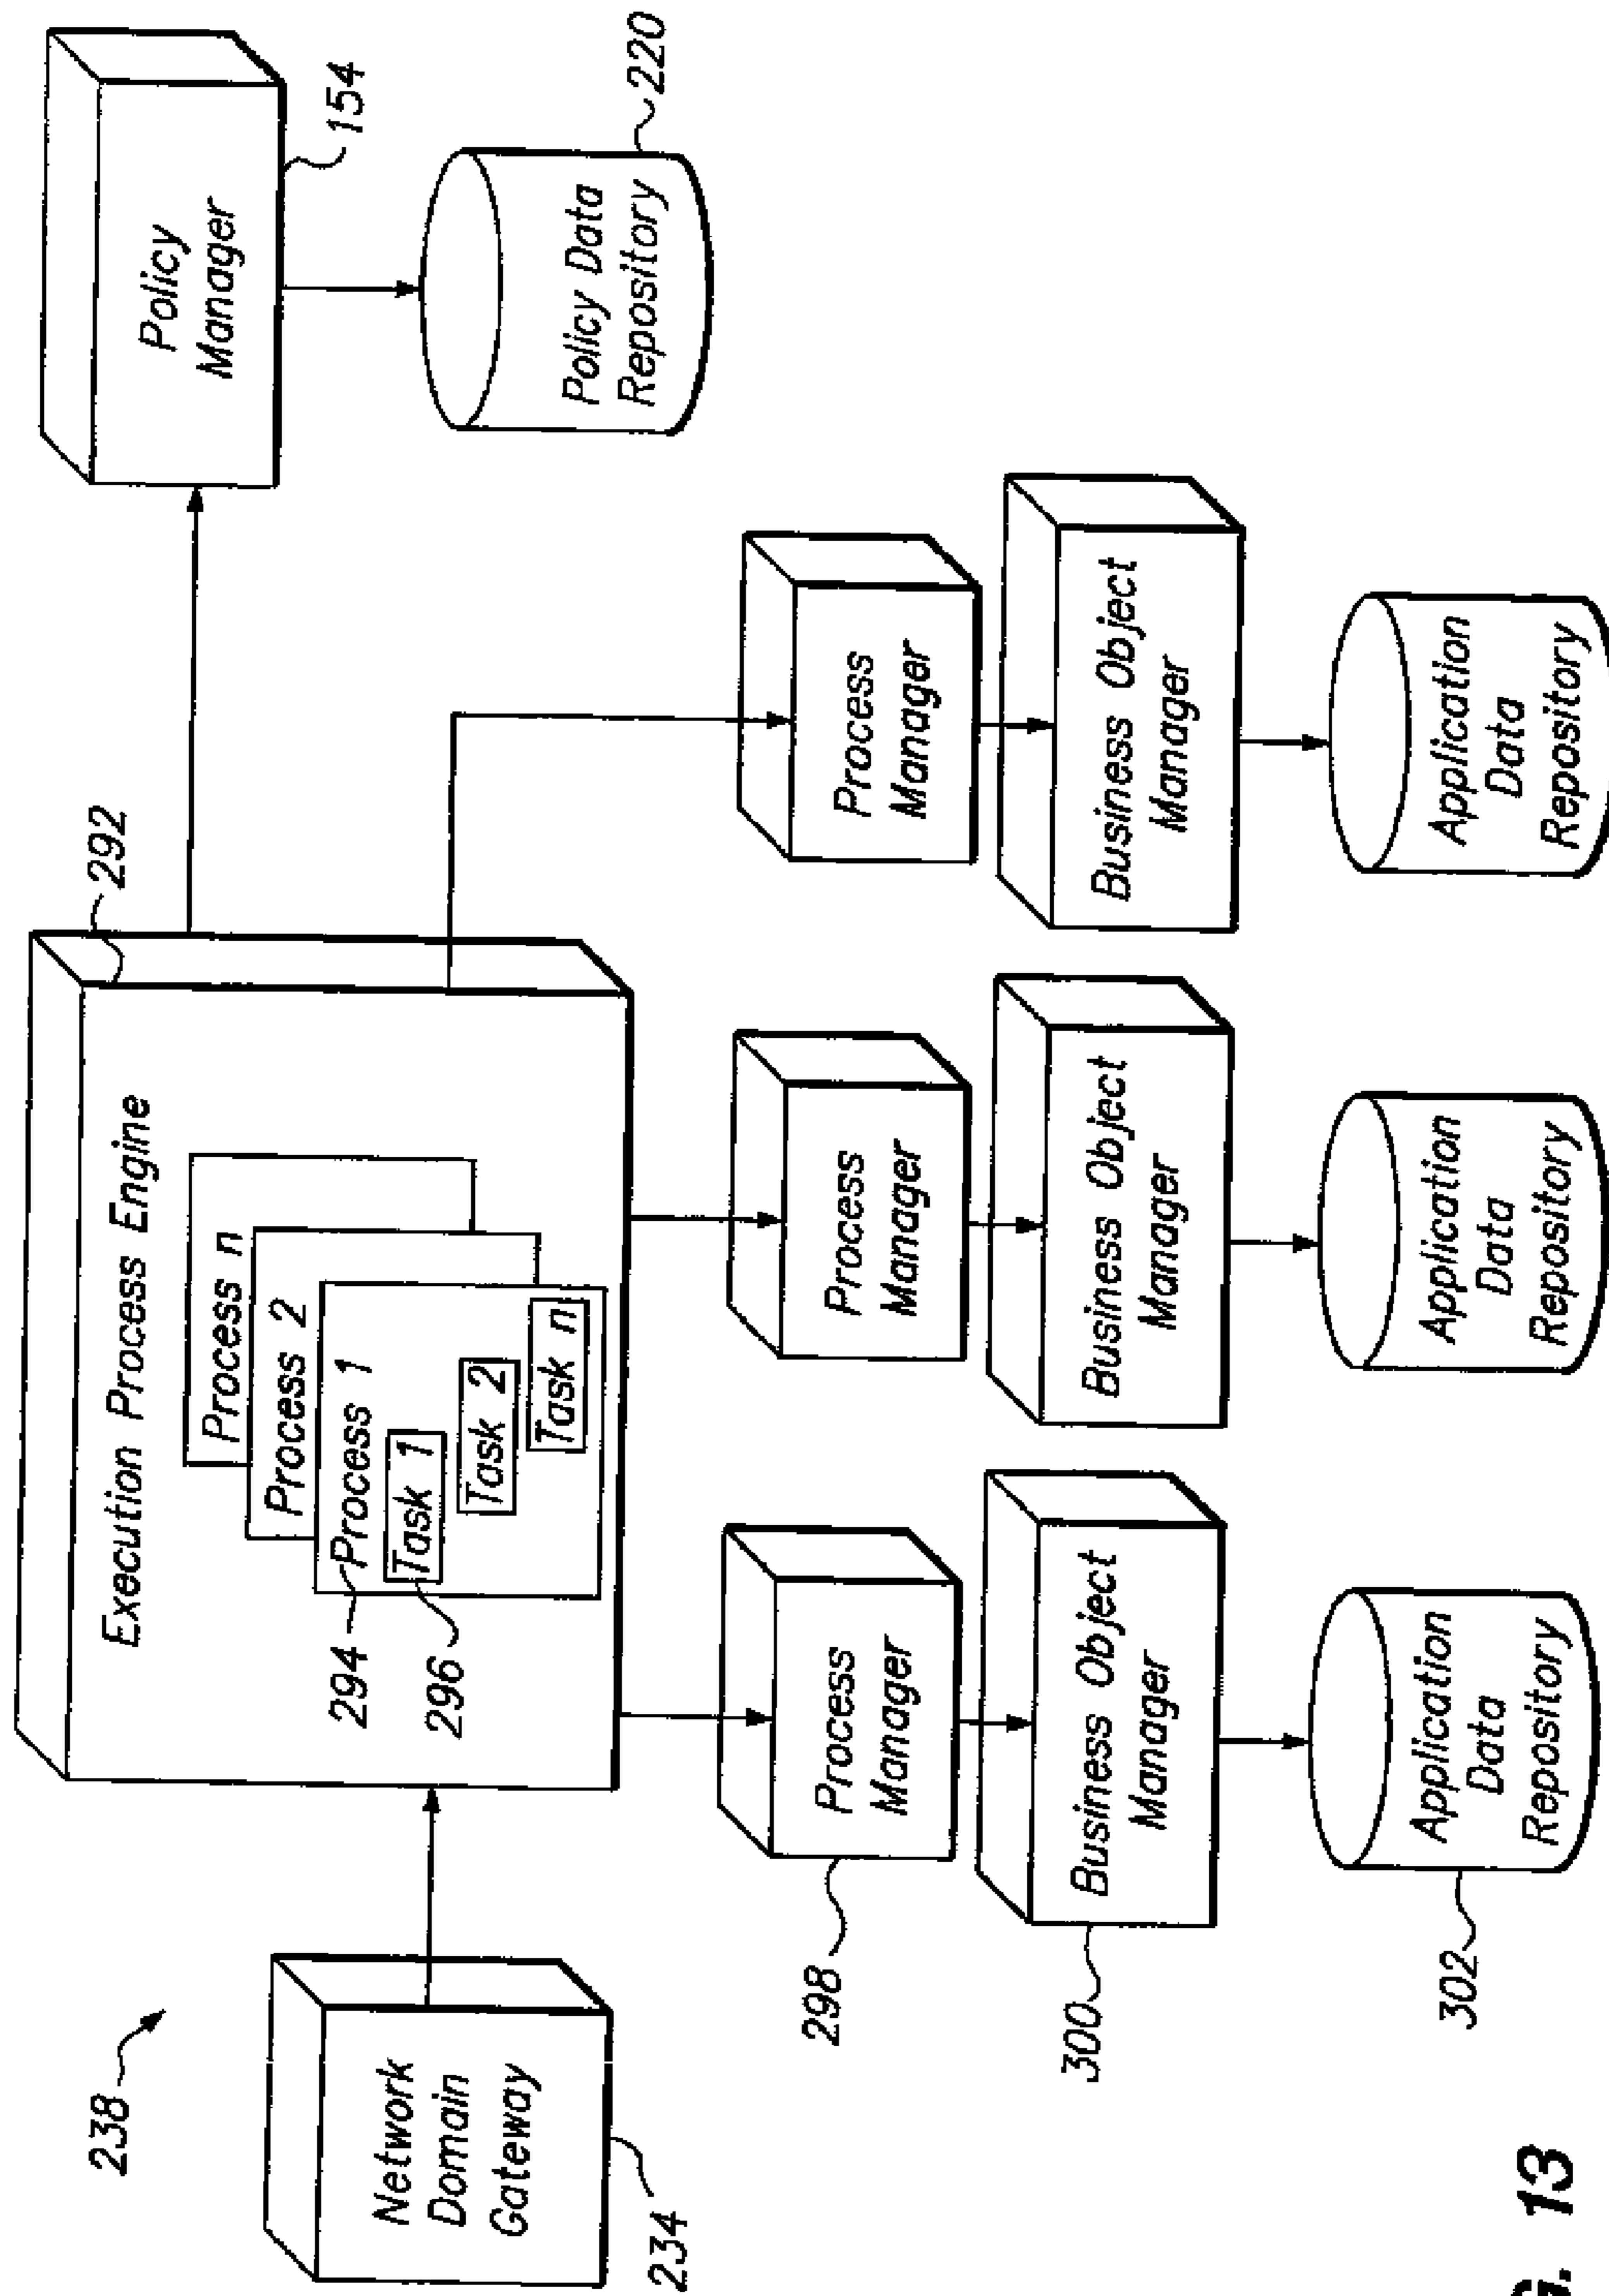 238
Network
Domain
Gateway
234
Execution Process Engine
292
Process n
Process 2
294
Process 1
296
Task 1
Task 2
Task n
Policy
Manager
154
Policy Data
Repository
220
Process
Manager
298
Business Object
Manager
300
Application
Data
Repository
302
Process
Manager
Business Object
Manager
Application
Data
Repository
Process
Manager
Business Object
Manager
Application
Data
Repository
13